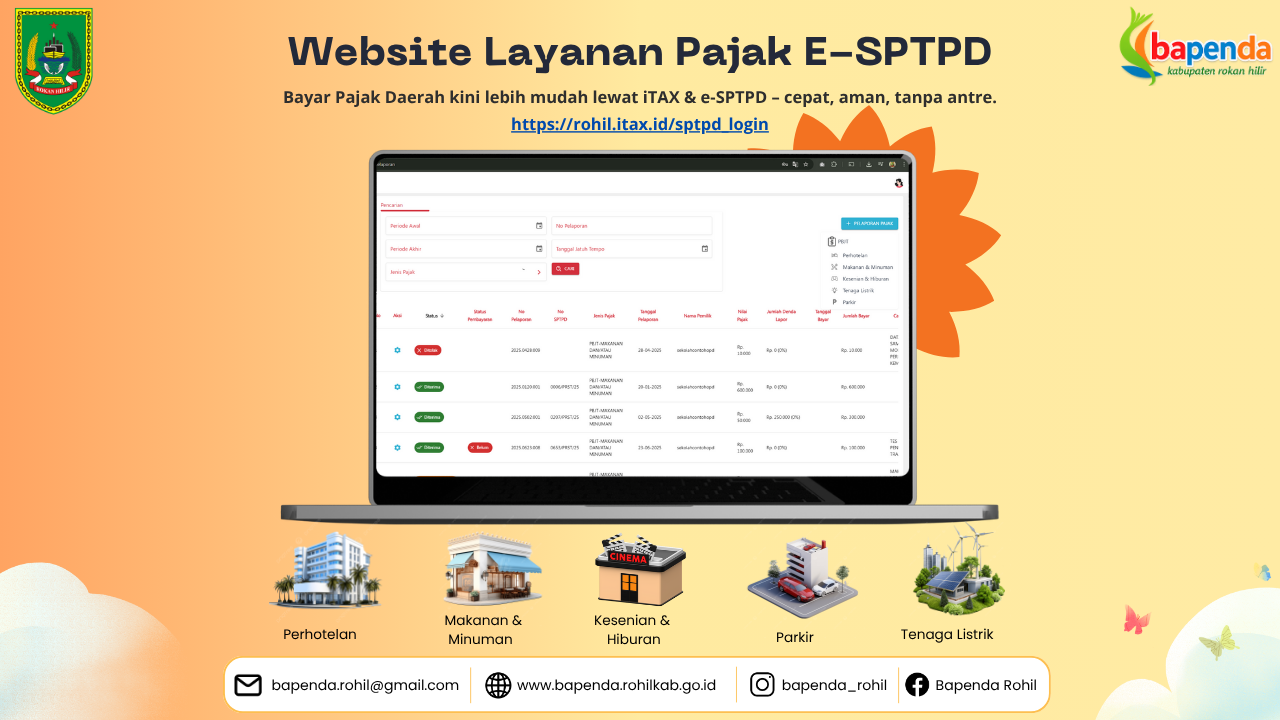 ROKAN HILIR
Website Layanan Pajak E-SPTPD
bapenda
kabupaten rokan hilir
Bayar Pajak Daerah kini lebih mudah lewat iTAX & e-SPTPD – cepat, aman, tanpa antre.
https://rohil.itax.id/sptpd_login
Pencarian
Periode Awal
No Pelaporan
+ PELAPORAN PAJAK
Periode Akhir
Tanggal Jatuh Tempo
PBJT
Jenis Pajak
CARI
Perhotelan
Makanan & Minuman
Kesenian & Hiburan
Tenaga Listrik
Parkir
Aksi Status Status Pembayaran No Pelaporan No SPTPD Jenis Pajak Tanggal Pelaporan Nama Pemilik Nilai Pajak Jumlah Denda Lapor Tanggal Bayar Jumlah Bayar
Ditolak 2025.0428.009 PBJT-MAKANAN DAN/ATAU MINUMAN 28-04-2025 sekolahcontohopd Rp. 10.000 Rp. 0 (0%) Rp. 10.000
Diterima 2025.0120.001 0006/PRST/25 PBJT-MAKANAN DAN/ATAU MINUMAN 20-01-2025 sekolahcontohopd Rp. 600.000 Rp. 0 (0%) Rp. 600.000
Diterima 2025.0502.001 0207/PRST/25 PBJT-MAKANAN DAN/ATAU MINUMAN 02-05-2025 sekolahcontohopd Rp. 50.000 Rp. 250.000 (0%) Rp. 300.000
Diterima Belum 2025.0623.008 0653/PRST/25 PBJT-MAKANAN DAN/ATAU MINUMAN 23-06-2025 sekolahcontohopd Rp. 100.000 Rp. 0 (0%) Rp. 100.000
CINEMA
Perhotelan
Makanan &
Minuman
Kesenian &
Hiburan
Parkir
Tenaga Listrik
bapenda.rohil@gmail.com
www.bapenda.rohilkab.go.id
bapenda_rohil
Bapenda Rohil